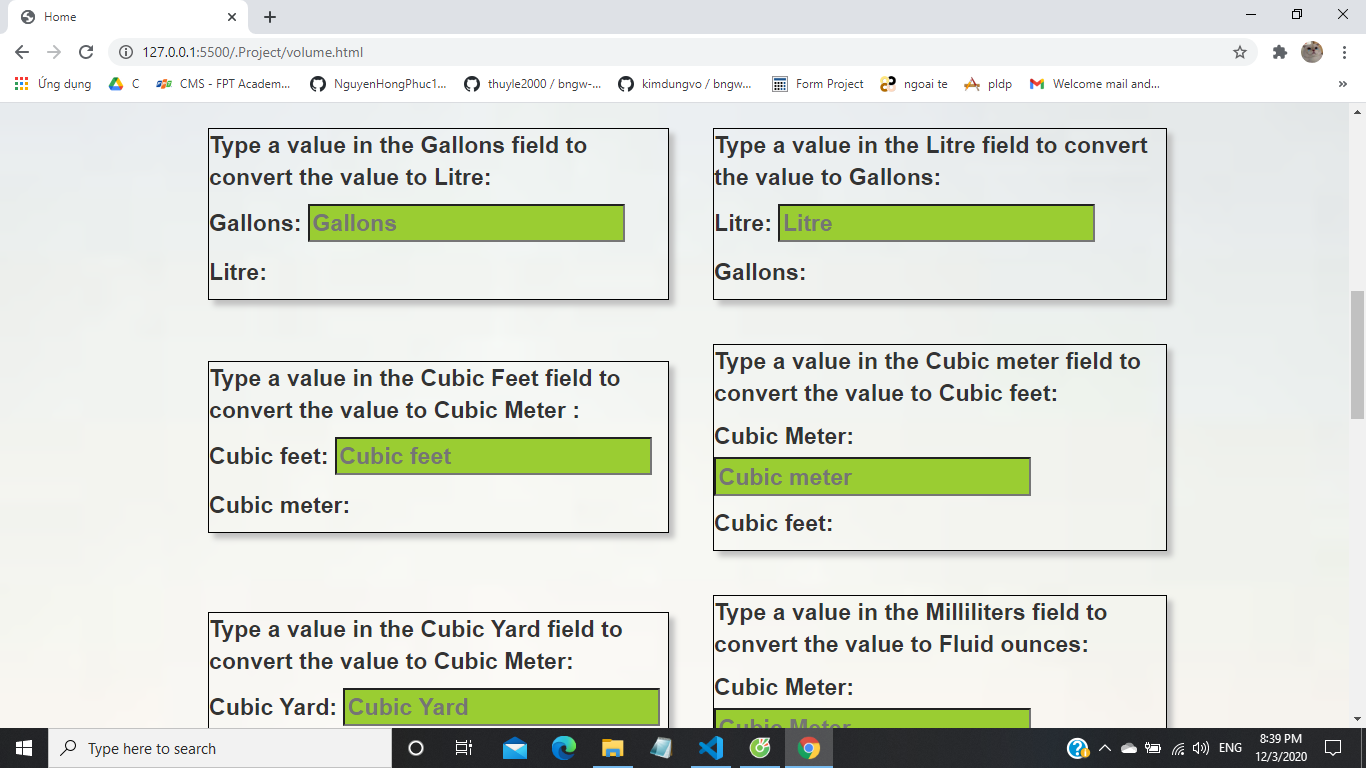 Home
127.0.0.1:5500/.Project/volume.html
Ứng dụng
C
CMS - FPT Academ...
NguyenHongPhuc1...
thuyle2000 / bngw-...
kimdungvo / bngw...
Form Project
ngoai te
pldp
Welcome mail and...
»
Type a value in the Gallons field to
convert the value to Litre:
Gallons: Gallons
Litre:
Type a value in the Litre field to convert
the value to Gallons:
Litre: Litre
Gallons:
Type a value in the Cubic Feet field to
convert the value to Cubic Meter :
Cubic feet: Cubic feet
Cubic meter:
Type a value in the Cubic meter field to
convert the value to Cubic feet:
Cubic Meter:
Cubic meter
Cubic feet:
Type a value in the Cubic Yard field to
convert the value to Cubic Meter:
Cubic Yard: Cubic Yard
Type a value in the Milliliters field to
convert the value to Fluid ounces:
Cubic Meter:
Cubic Meter
Type here to search
ENG
8:39 PM
12/3/2020